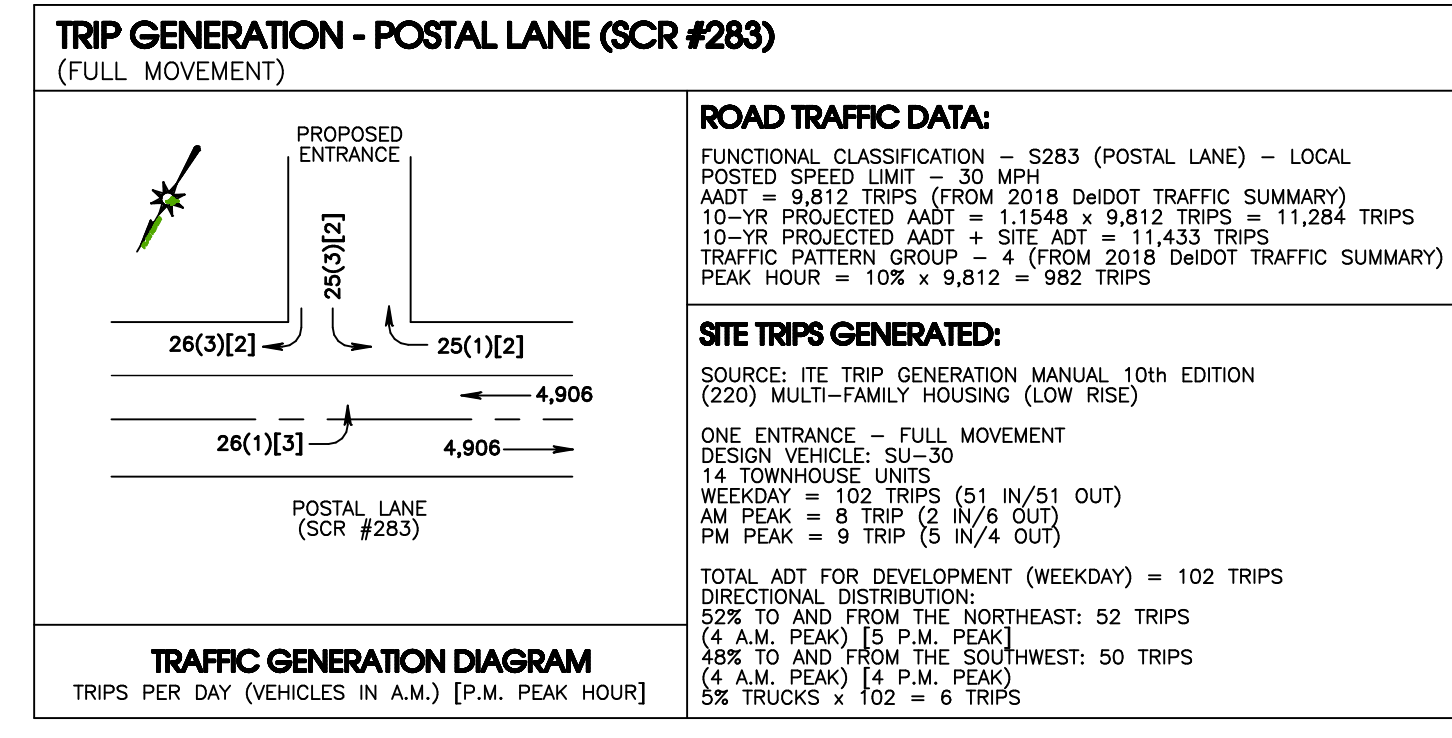 TRIP GENERATION - POSTAL LANE (SCR #283)
(FULL MOVEMENT)
PROPOSED
ENTRANCE
25(3)[2]
26(3)[2]
25(1)[2]
4,906
26(1)[3]
4,906
POSTAL LANE
(SCR #283)
TRAFFIC GENERATION DIAGRAM
TRIPS PER DAY (VEHICLES IN A.M.) [P.M. PEAK HOUR]
ROAD TRAFFIC DATA:
FUNCTIONAL CLASSIFICATION – S283 (POSTAL LANE) – LOCAL
POSTED SPEED LIMIT – 30 MPH
AADT = 9,812 TRIPS (FROM 2018 DelDOT TRAFFIC SUMMARY)
10–YR PROJECTED AADT = 1.1548 x 9,812 TRIPS = 11,284 TRIPS
10–YR PROJECTED AADT + SITE ADT = 11,433 TRIPS
TRAFFIC PATTERN GROUP – 4 (FROM 2018 DelDOT TRAFFIC SUMMARY)
PEAK HOUR = 10% x 9,812 = 982 TRIPS
SITE TRIPS GENERATED:
SOURCE: ITE TRIP GENERATION MANUAL 10th EDITION
(220) MULTI–FAMILY HOUSING (LOW RISE)
ONE ENTRANCE – FULL MOVEMENT
DESIGN VEHICLE: SU–30
14 TOWNHOUSE UNITS
WEEKDAY = 102 TRIPS (51 IN/51 OUT)
AM PEAK = 8 TRIP (2 IN/6 OUT)
PM PEAK = 9 TRIP (5 IN/4 OUT)
TOTAL ADT FOR DEVELOPMENT (WEEKDAY) = 102 TRIPS
DIRECTIONAL DISTRIBUTION:
52% TO AND FROM THE NORTHEAST: 52 TRIPS
(4 A.M. PEAK) [5 P.M. PEAK]
48% TO AND FROM THE SOUTHWEST: 50 TRIPS
(4 A.M. PEAK) [4 P.M. PEAK)
5% TRUCKS x 102 = 6 TRIPS